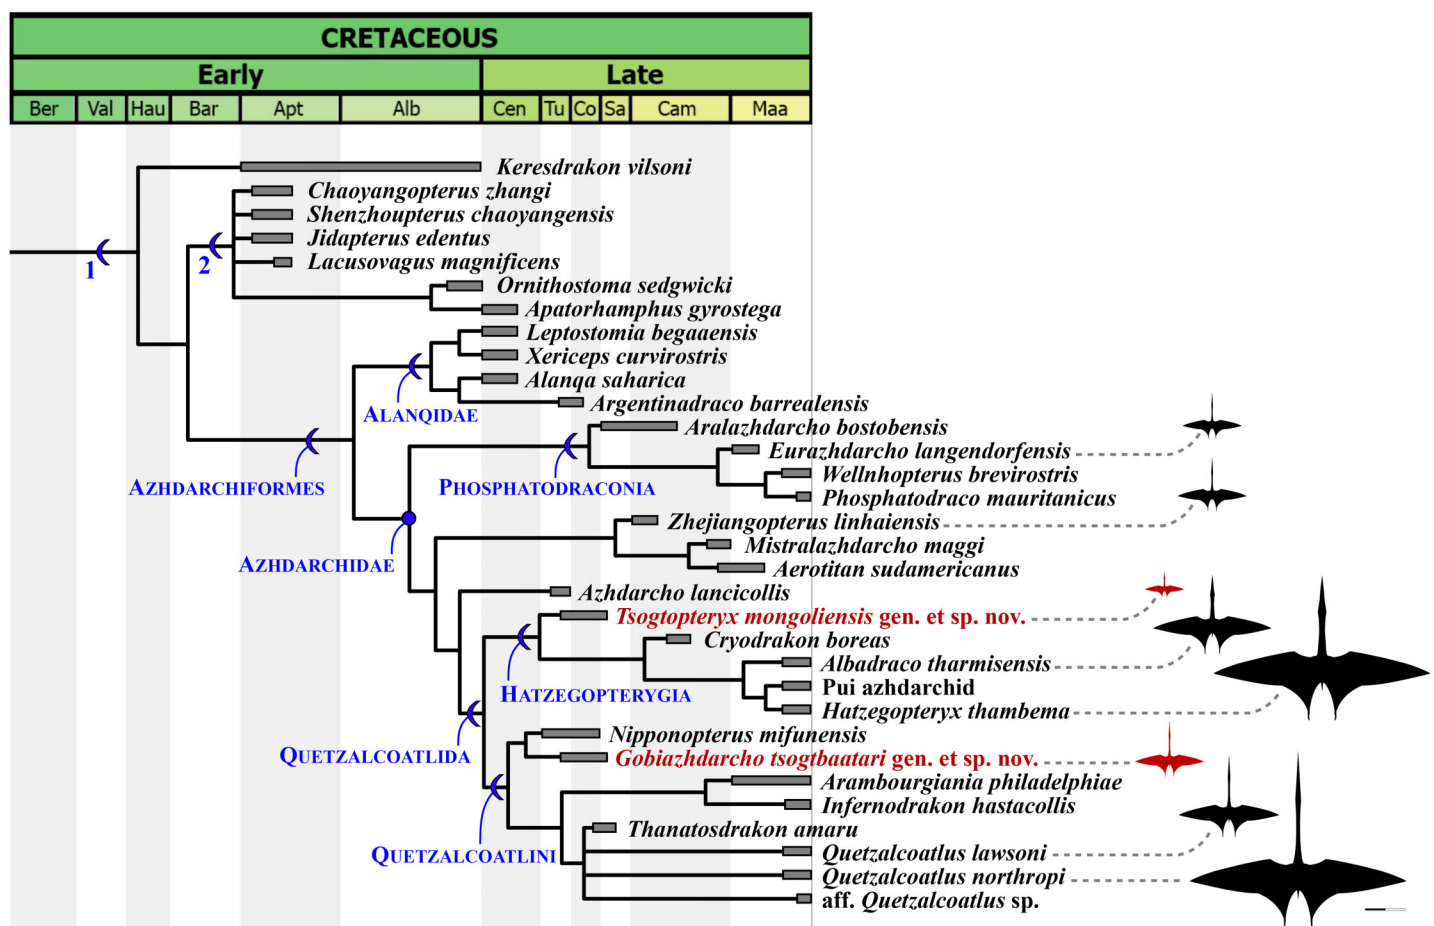 CRETACEOUS
Early Late
Ber Val Hau Bar Apt Alb Cen Tu Co Sa Cam Maa
Keresdrakon vilsoni
Chaoyangopterus zhangi
Shenzhoupterus chaoyangensis
Jidapterus edentus
1
2
Lacusovagus magnificens
Ornithostoma sedgwicki
Apatorhamphus gyrostega
Leptostomia begaaensis
Xericeps curvirostris
Alanqa saharica
Argentinadraco barrealensis
ALANQIDAE
Aralazhdarcho bostobensis
Eurazhdarcho langendorfensis
Wellnhopterus brevirostris
AZHDARCHIFORMES
PHOSPHATODRACONIA
Phosphatodraco mauritanicus
Zhejiangopterus linhaiensis
Mistralazhdarcho maggi
AZHDARCHIDAE
Aerotitan sudamericanus
Azhdarcho lancicollis
Tsogtopteryx mongoliensis gen. et sp. nov.
Cryodrakon boreas
Albadraco tharmisensis
Pui azhdarchid
HATZEGOPTERYGIA
Hatzegopteryx thambema
Nipponopterus mifunensis
QUETZALCOATLIDA
Gobiazhdarcho tsogtbaatari gen. et sp. nov.
Arambourgiania philadelphiae
Infernodrakon hastacollis
Thanatosdrakon amaru
QUETZALCOATLINI
Quetzalcoatlus lawsoni
Quetzalcoatlus northropi
aff. Quetzalcoatlus sp.